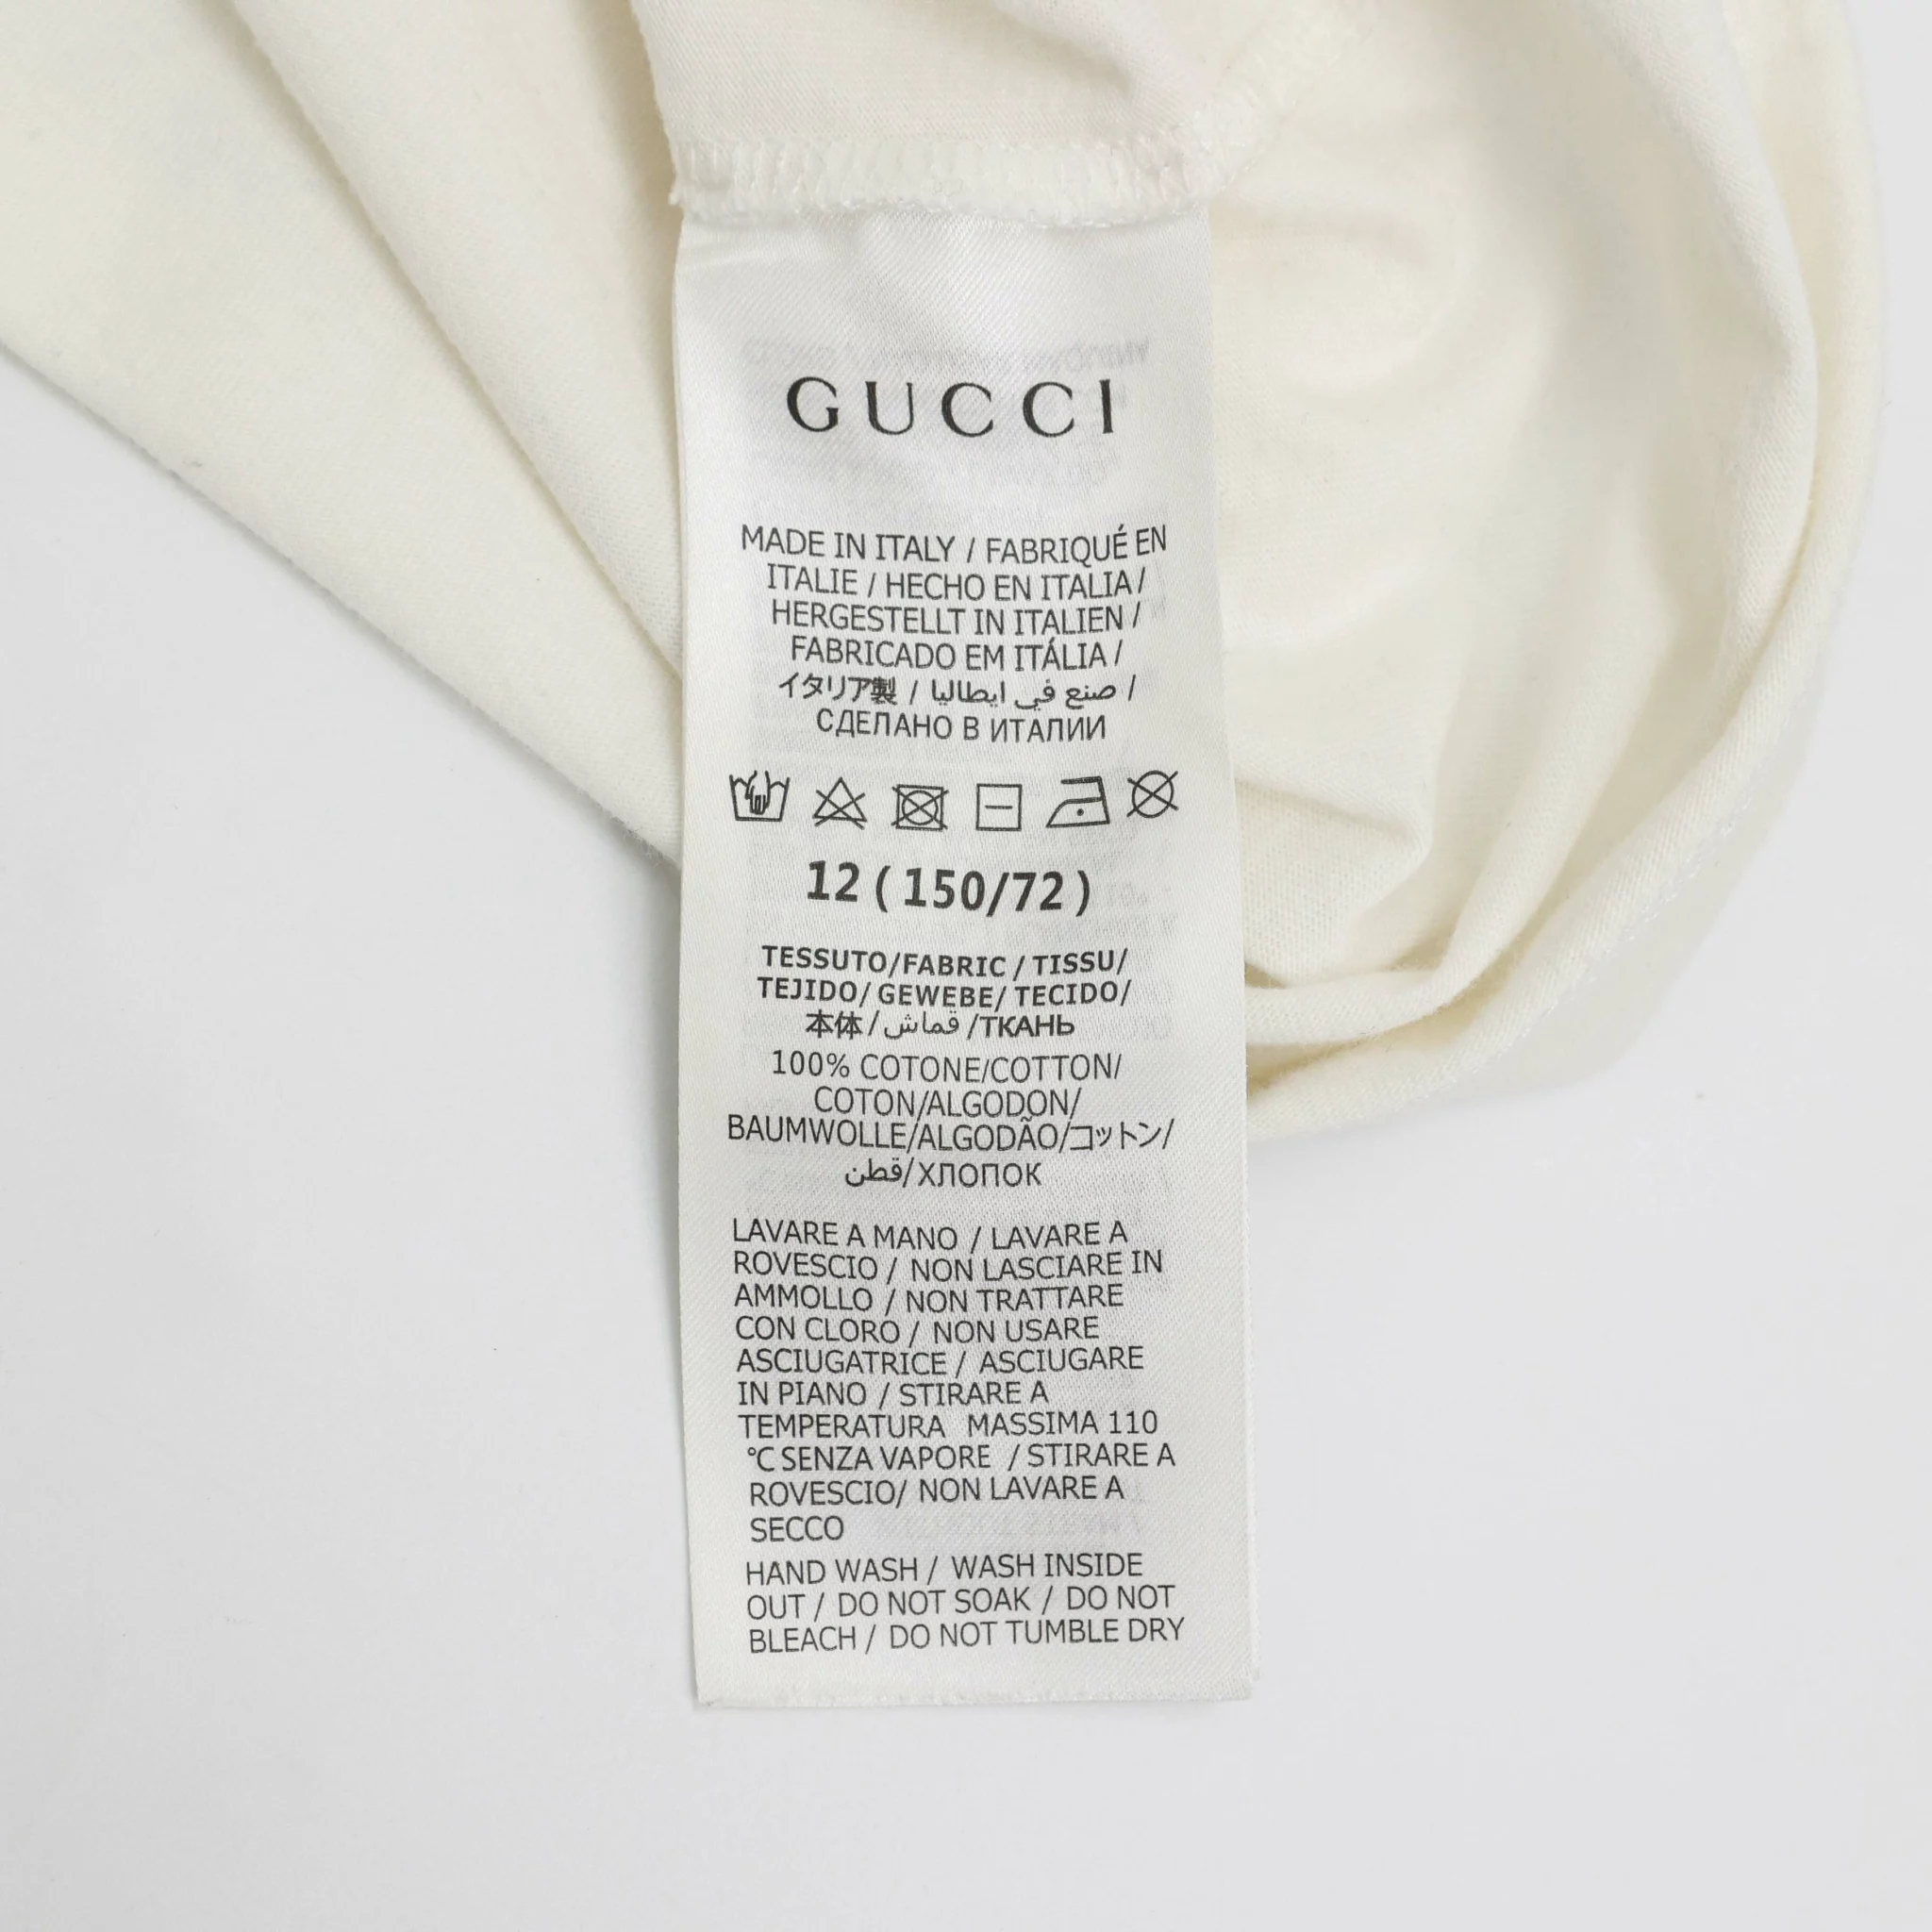 GUCCI
MADE IN ITALY / FABRIQUÉ EN
ITALIE / HECHO EN ITALIA /
HERGESTELLT IN ITALIEN /
FABRICADO EM ITÁLIA /
イタリア製 / صنع في ايطاليا /
СДЕЛАНО В ИТАЛИИ
12 ( 150/72 )
TESSUTO/FABRIC / TISSU/
TEJIDO/ GEWEBE/ TECIDO/
本体/قماش/ТКАНЬ
100% COTONE/COTTON/
COTON/ALGODON/
BAUMWOLLE/ALGODÃO/コットン/
قطن/ХЛОПОК
LAVARE A MANO / LAVARE A
ROVESCIO / NON LASCIARE IN
AMMOLLO / NON TRATTARE
CON CLORO / NON USARE
ASCIUGATRICE / ASCIUGARE
IN PIANO / STIRARE A
TEMPERATURA MASSIMA 110
°C SENZA VAPORE / STIRARE A
ROVESCIO/ NON LAVARE A
SECCO
HAND WASH / WASH INSIDE
OUT / DO NOT SOAK / DO NOT
BLEACH / DO NOT TUMBLE DRY